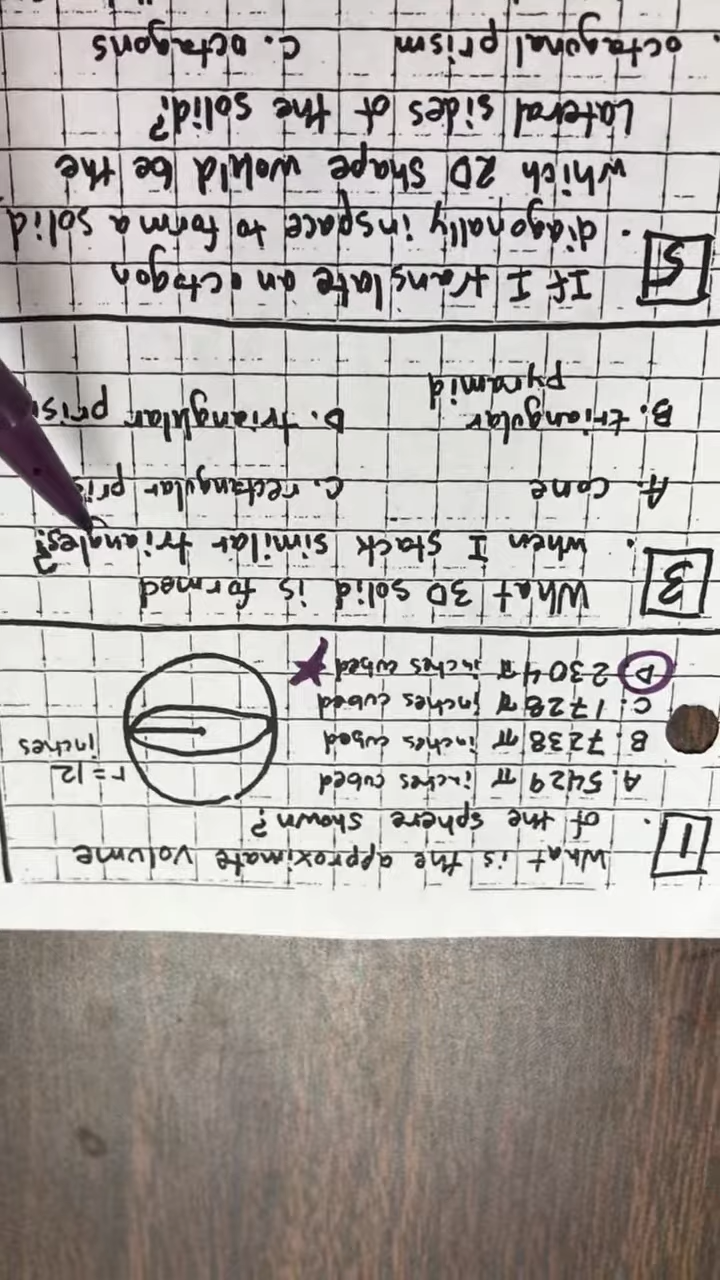 1. What is the approximate volume
of the sphere shown?
A. 5429 π inches cubed
B. 7238 π inches cubed
C. 1728 π inches cubed
D. 2304 π inches cubed
r = 12
inches
3. What 3D solid is formed
when I stack similar triangles?
A. cone
C. rectangular pris
B. triangular
pyramid
D. triangular pris
5. If I translate an octagon
diagonally in space to form a solid
which 2D shape would be the
Lateral sides of the solid?
. octagonal prism
C. octagons